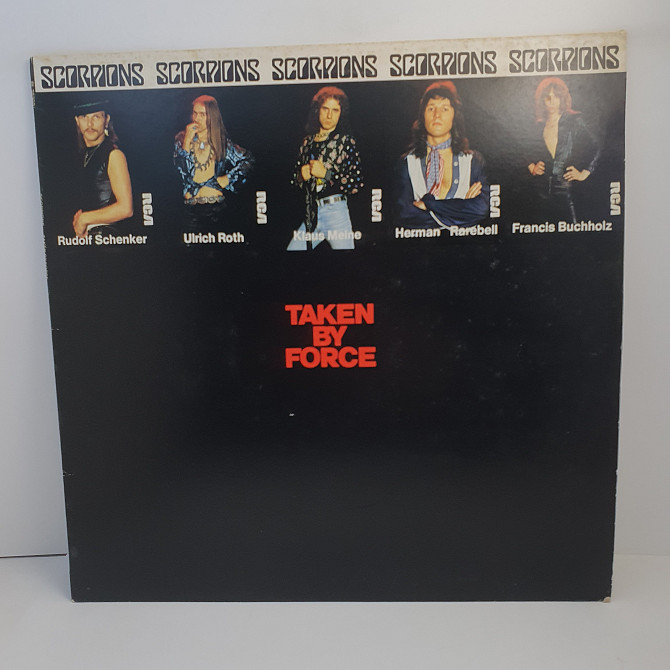 SCORPIONS SCORPIONS SCORPIONS SCORPIONS SCORPIONS
RCA RCA RCA RCA RCA
Rudolf Schenker Ulrich Roth Klaus Meine Herman Rarebell Francis Buchholz
TAKEN
BY
FORCE